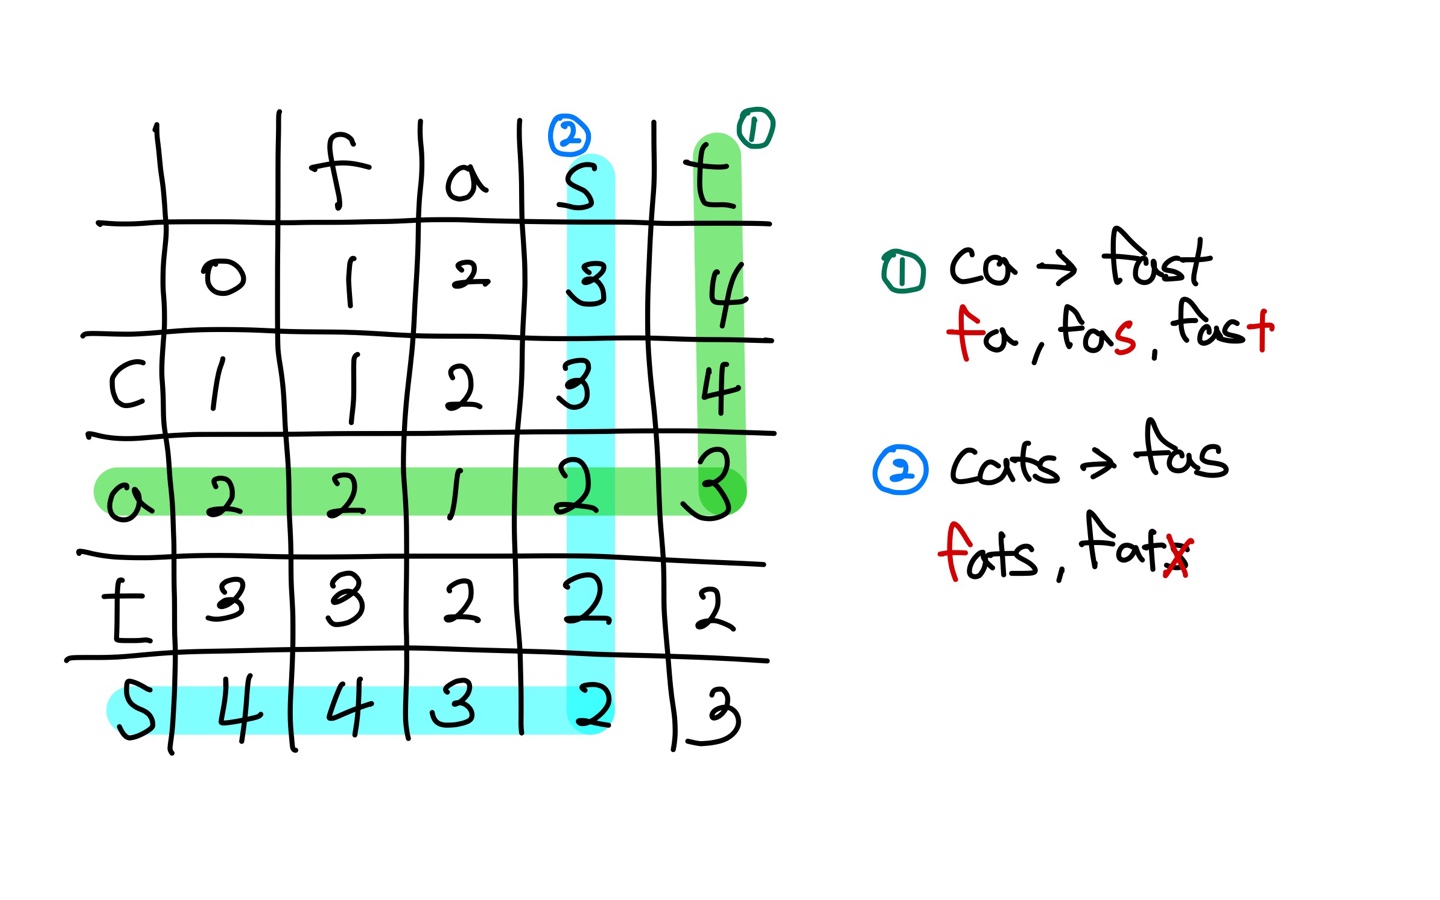 ② ①
f a s t
0 1 2 3 4
c 1 1 2 3 4
a 2 2 1 2 3
t 3 3 2 2 2
s 4 4 3 2 3
① ca → fast
fa, fas, fast
② cats → fas
fats, fats